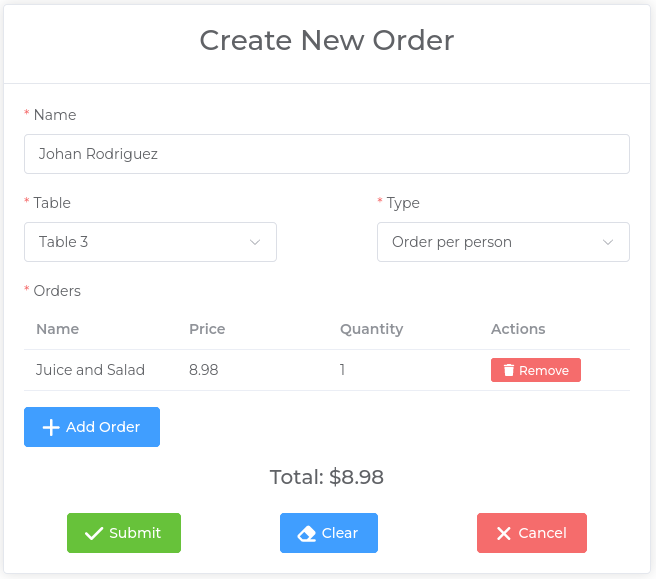 Create New Order
* Name
Johan Rodriguez
* Table * Type
Table 3 Order per person
* Orders
Name Price Quantity Actions
Juice and Salad 8.98 1 Remove
Add Order
Total: $8.98
Submit Clear Cancel